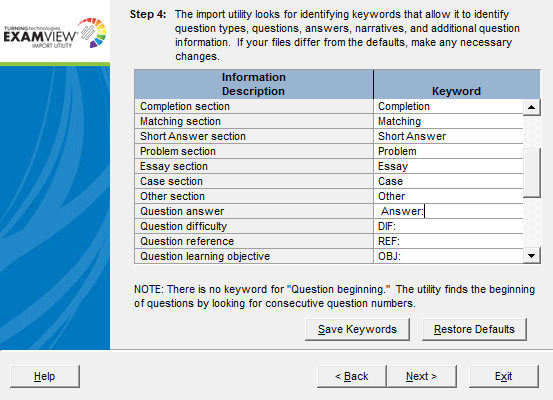 TURNING technologies
EXAMVIEW
IMPORT UTILITY
Step 4: The import utility looks for identifying keywords that allow it to identify
question types, questions, answers, narratives, and additional question
information. If your files differ from the defaults, make any necessary
changes.
Information
Description Keyword
Completion section Completion
Matching section Matching
Short Answer section Short Answer
Problem section Problem
Essay section Essay
Case section Case
Other section Other
Question answer Answer:
Question difficulty DIF:
Question reference REF:
Question learning objective OBJ:
NOTE: There is no keyword for "Question beginning." The utility finds the beginning
of questions by looking for consecutive question numbers.
Save Keywords Restore Defaults
Help < Back Next > Exit